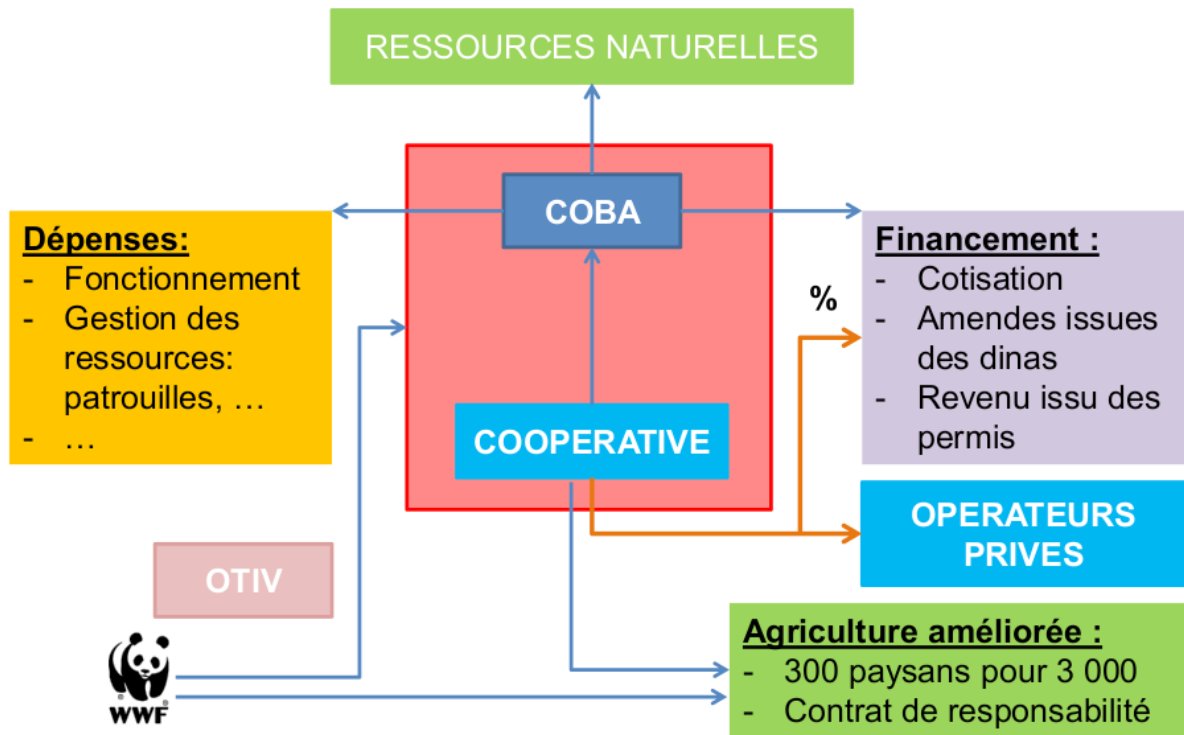 RESSOURCES NATURELLES
COBA
Dépenses:
- Fonctionnement
- Gestion des
ressources:
patrouilles, …
- …
Financement :
- Cotisation
- Amendes issues
des dinas
- Revenu issu des
permis
%
COOPERATIVE
OPERATEURS
PRIVES
OTIV
WWF
Agriculture améliorée :
- 300 paysans pour 3 000
- Contrat de responsabilité